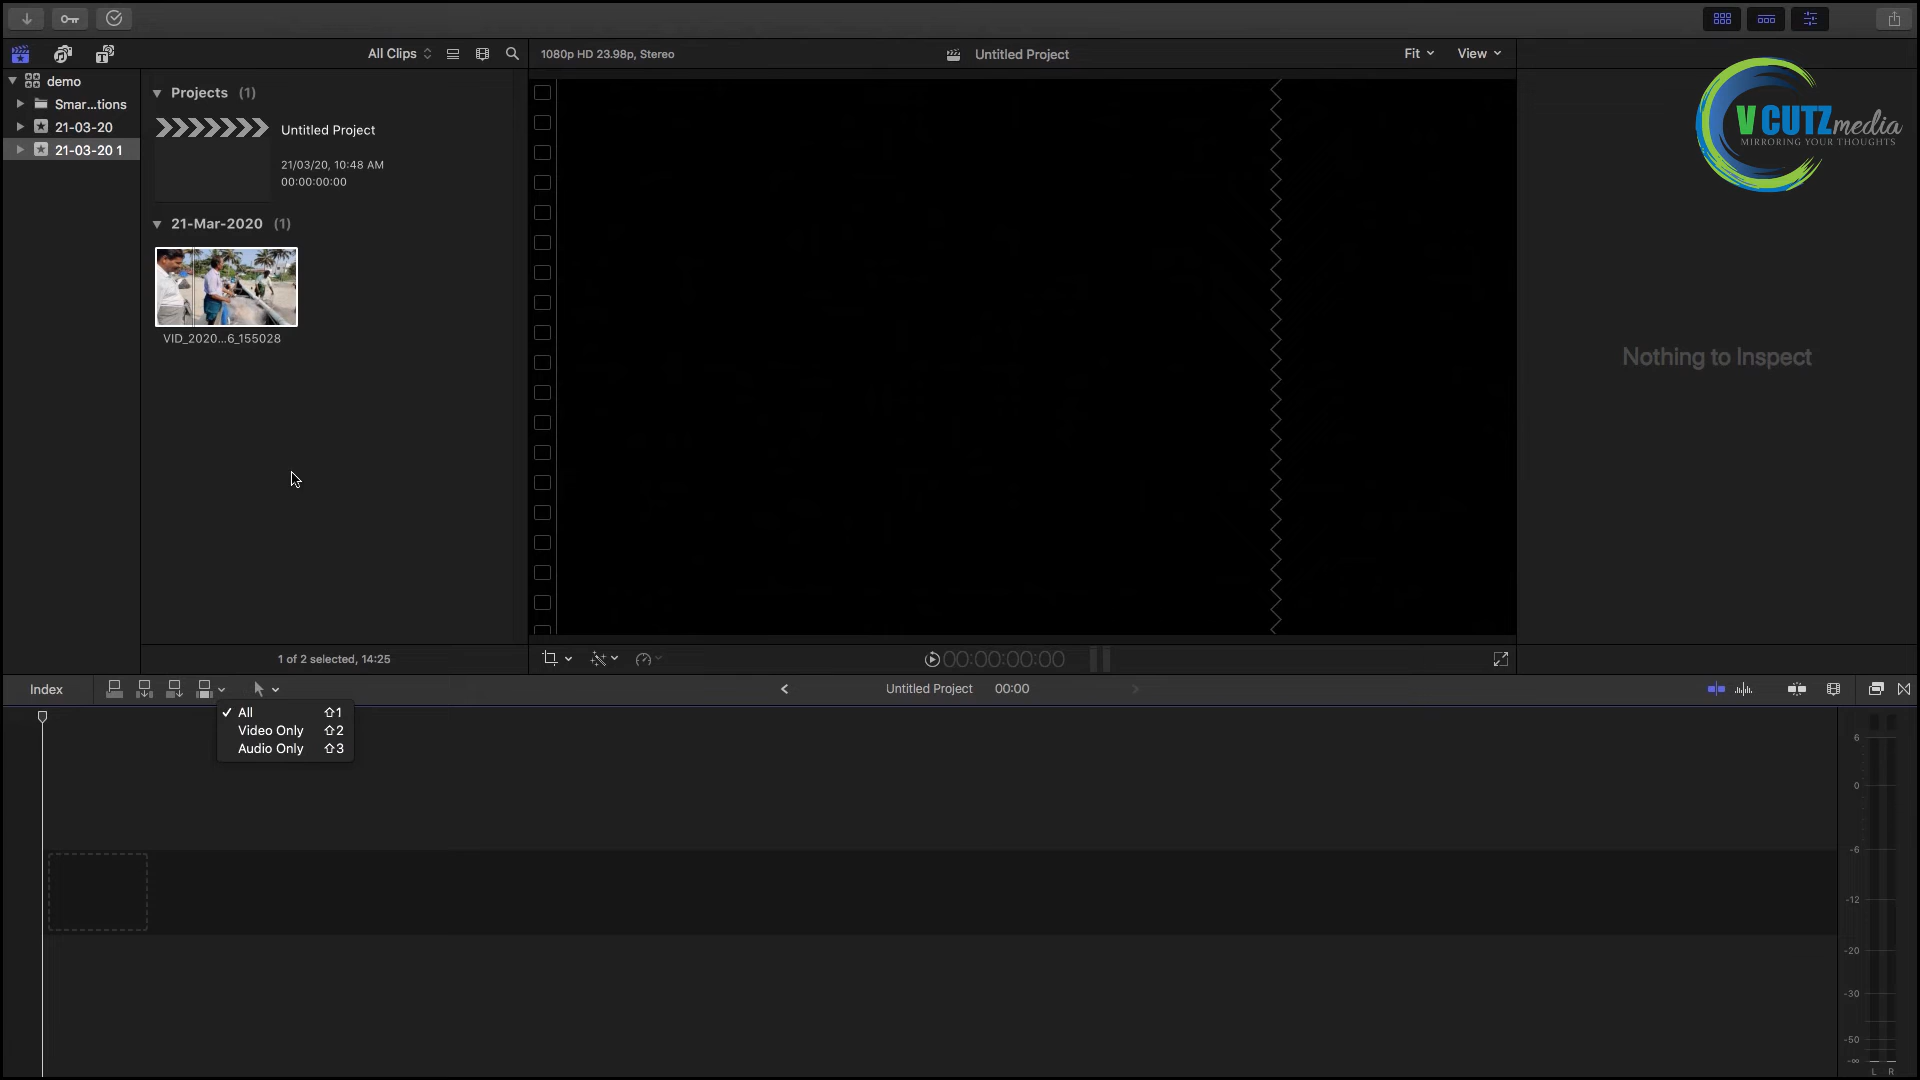 All Clips
1080p HD 23.98p, Stereo
Untitled Project
Fit
View
demo
Smar...tions
21-03-20
21-03-20 1
Projects (1)
Untitled Project
21/03/20, 10:48 AM
00:00:00:00
21-Mar-2020 (1)
VID_2020...6_155028
V CUTZmedia
MIRRORING YOUR THOUGHTS
Nothing to Inspect
1 of 2 selected, 14:25
00:00:00:00
Index
Untitled Project 00:00
✓ All ⇧1
Video Only ⇧2
Audio Only ⇧3
6
0
-6
-12
-20
-30
-50
-∞
L R